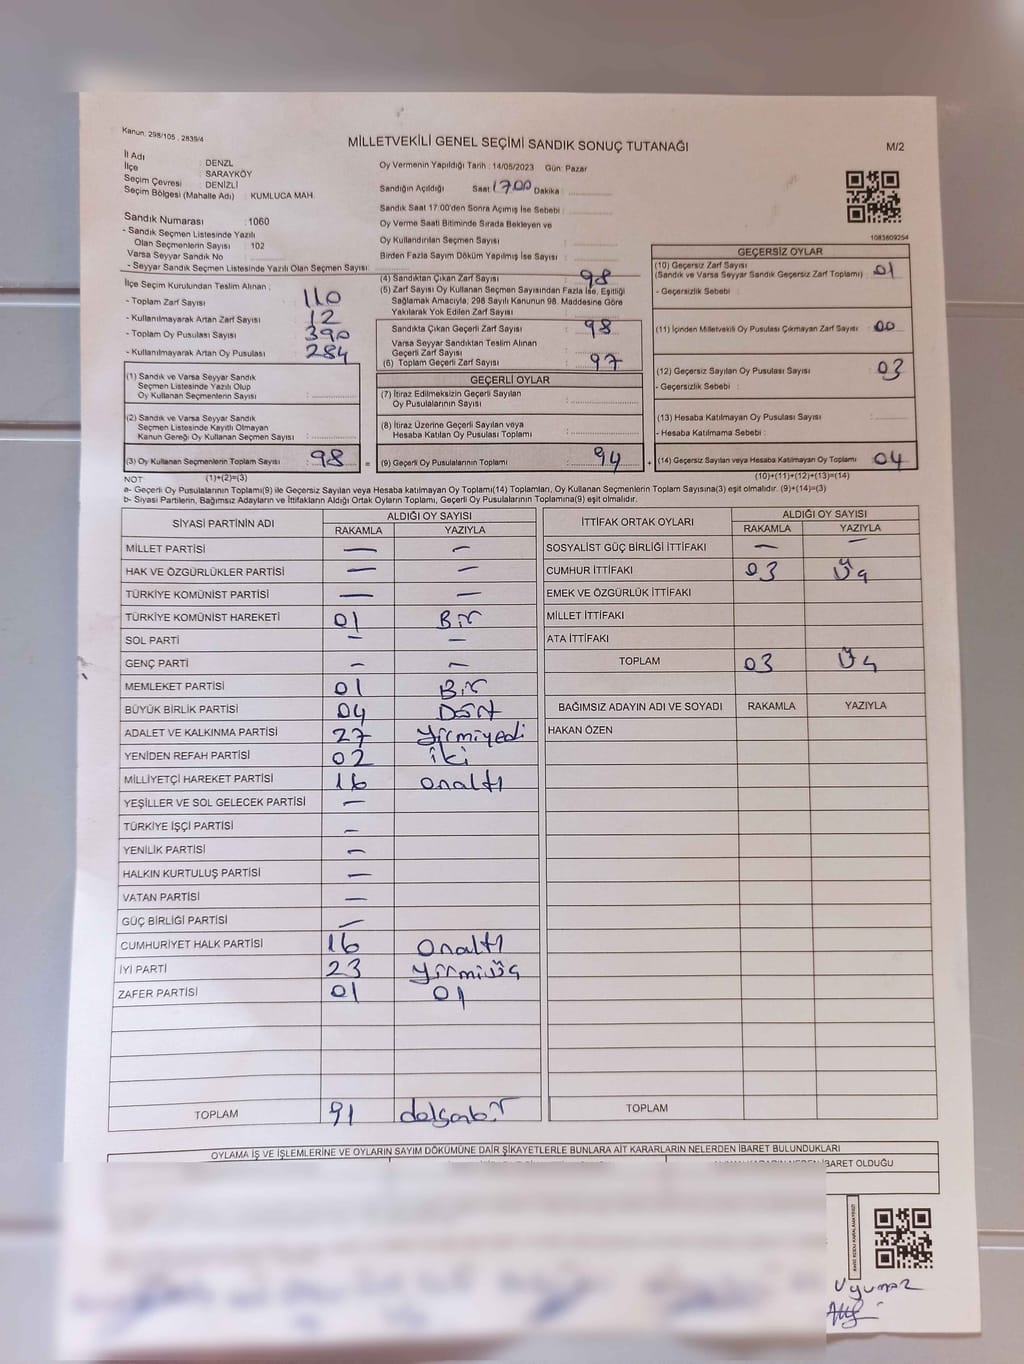 Kanun: 298/105 , 2839/4
MİLLETVEKİLİ GENEL SEÇİMİ SANDIK SONUÇ TUTANAĞI
M/2
İl Adı : DENZL
İlçe : SARAYKÖY
Seçim Çevresi : DENİZLİ
Seçim Bölgesi (Mahalle Adı) : KUMLUCA MAH.
Sandık Numarası : 1060
- Sandık Seçmen Listesinde Yazılı
Olan Seçmenlerin Sayısı : 102
Varsa Seyyar Sandık No :
- Seyyar Sandık Seçmen Listesinde Yazılı Olan Seçmen Sayısı:
Oy Vermenin Yapıldığı Tarih : 14/05/2023 Gün: Pazar
Sandığın Açıldığı Saat 17:00 Dakika :
Sandık Saat 17:00'den Sonra Açımış İse Sebebi :
Oy Verme Saati Bitiminde Sırada Bekleyen ve
Oy Kullandırılan Seçmen Sayısı :
Birden Fazla Sayım Döküm Yapılmış İse Sayısı :
1083609254
İlçe Seçim Kurulundan Teslim Alınan ;
- Toplam Zarf Sayısı : 110
- Kullanılmayarak Artan Zarf Sayısı : 12
- Toplam Oy Pusulası Sayısı : 390
- Kullanılmayarak Artan Oy Pusulası : 284
(1) Sandık ve Varsa Seyyar Sandık
Seçmen Listesinde Yazılı Olup
Oy Kullanan Seçmenlerin Sayısı :
(2) Sandık ve Varsa Seyyar Sandık
Seçmen Listesinde Kayıtlı Olmayan
Kanun Gereği Oy Kullanan Seçmen Sayısı :
(3) Oy Kullanan Seçmenlerin Toplam Sayısı : 98 =
(4) Sandıktan Çıkan Zarf Sayısı : 98
(5) Zarf Sayısı Oy Kullanan Seçmen Sayısından Fazla İse, Eşitliği
Sağlamak Amacıyla, 298 Sayılı Kanunun 98. Maddesine Göre
Yakılarak Yok Edilen Zarf Sayısı :
Sandıkta Çıkan Geçerli Zarf Sayısı : 98
Varsa Seyyar Sandıktan Teslim Alınan
Geçerli Zarf Sayısı :
(6) Toplam Geçerli Zarf Sayısı : 97
GEÇERLİ OYLAR
(7) İtiraz Edilmeksizin Geçerli Sayılan
Oy Pusulalarının Sayısı :
(8) İtiraz Üzerine Geçerli Sayılan veya
Hesaba Katılan Oy Pusulası Toplamı :
(9) Geçerli Oy Pusulalarının Toplamı : 94 +
GEÇERSİZ OYLAR
(10) Geçersiz Zarf Sayısı
(Sandık ve Varsa Seyyar Sandık Geçersiz Zarf Toplamı) : 01
- Geçersizlik Sebebi :
(11) İçinden Milletvekili Oy Pusulası Çıkmayan Zarf Sayısı : 00
(12) Geçersiz Sayılan Oy Pusulası Sayısı : 03
- Geçersizlik Sebebi :
(13) Hesaba Katılmayan Oy Pusulası Sayısı :
- Hesaba Katılmama Sebebi :
(14) Geçersiz Sayılan veya Hesaba Katılmayan Oy Toplamı : 04
NOT: (1)+(2)=(3) (10)+(11)+(12)+(13)=(14)
a- Geçerli Oy Pusulalarının Toplamı(9) ile Geçersiz Sayılan veya Hesaba katılmayan Oy Toplamı(14) Toplamları, Oy Kullanan Seçmenlerin Toplam Sayısına(3) eşit olmalıdır. (9)+(14)=(3)
b- Siyasi Partilerin, Bağımsız Adayların ve İttifakların Aldığı Oyların Toplamı, Geçerli Oy Pusulalarının Toplamına(9) eşit olmalıdır.
SİYASİ PARTİNİN ADI ALDIĞI OY SAYISI
RAKAMLA YAZIYLA
MİLLET PARTİSİ — —
HAK VE ÖZGÜRLÜKLER PARTİSİ — —
TÜRKİYE KOMÜNİST PARTİSİ — —
TÜRKİYE KOMÜNİST HAREKETİ 01 Bir
SOL PARTİ — —
GENÇ PARTİ — —
MEMLEKET PARTİSİ 01 Bir
BÜYÜK BİRLİK PARTİSİ 04 Dört
ADALET VE KALKINMA PARTİSİ 27 yirmiyedi
YENİDEN REFAH PARTİSİ 02 iki
MİLLİYETÇİ HAREKET PARTİSİ 16 onaltı
YEŞİLLER VE SOL GELECEK PARTİSİ —
TÜRKİYE İŞÇİ PARTİSİ —
YENİLİK PARTİSİ —
HALKIN KURTULUŞ PARTİSİ —
VATAN PARTİSİ —
GÜÇ BİRLİĞİ PARTİSİ —
CUMHURİYET HALK PARTİSİ 16 onaltı
İYİ PARTİ 23 yirmiüç
ZAFER PARTİSİ 01 01
TOPLAM 91 doksanbir
İTTİFAK ORTAK OYLARI ALDIĞI OY SAYISI
RAKAMLA YAZIYLA
SOSYALİST GÜÇ BİRLİĞİ İTTİFAKI — —
CUMHUR İTTİFAKI 03 Üç
EMEK VE ÖZGÜRLÜK İTTİFAKI
MİLLET İTTİFAKI
ATA İTTİFAKI
TOPLAM 03 Üç
BAĞIMSIZ ADAYIN ADI VE SOYADI RAKAMLA YAZIYLA
HAKAN ÖZEN
TOPLAM
OYLAMA İŞ VE İŞLEMLERİNE VE OYLARIN SAYIM DÖKÜMÜNE DAİR ŞİKAYETLERLE BUNLARA AİT KARARLARIN NELERDEN İBARET BULUNDUKLARI
İBARET OLDUĞU